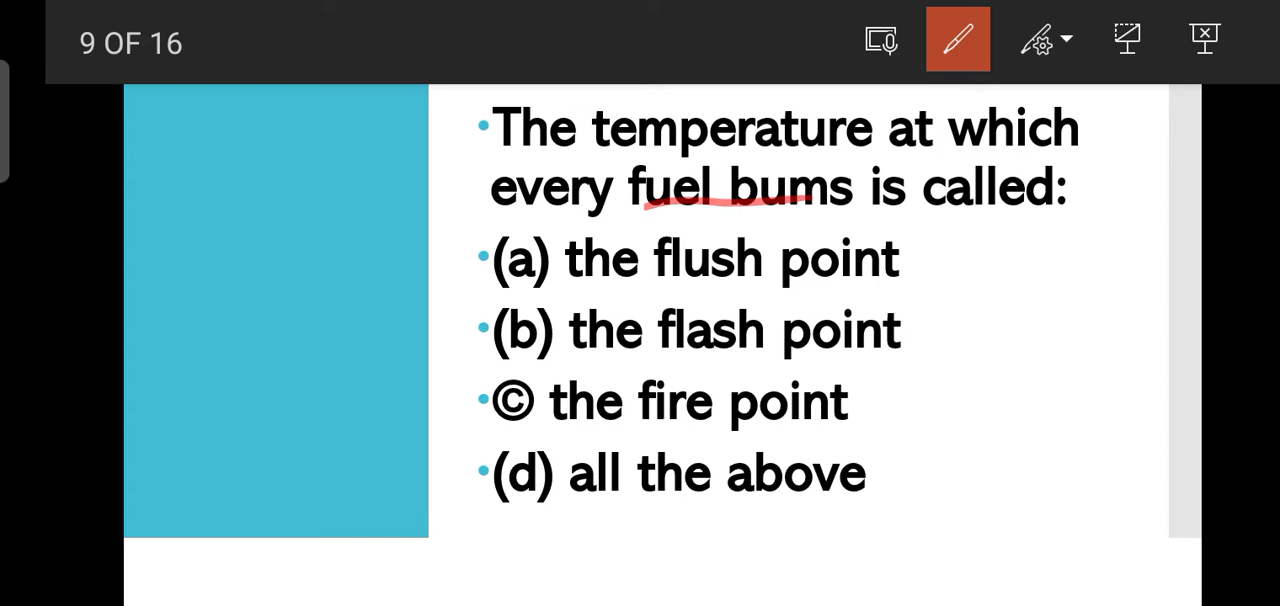 9 OF 16
•The temperature at which
every fuel bums is called:
•(a) the flush point
•(b) the flash point
•© the fire point
•(d) all the above